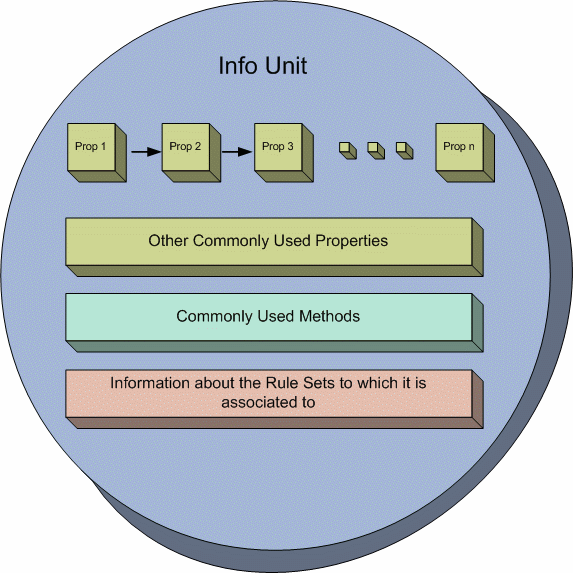 Info Unit
Prop 1
Prop 2
Prop 3
Prop n
Other Commonly Used Properties
Commonly Used Methods
Information about the Rule Sets to which it is
associated to